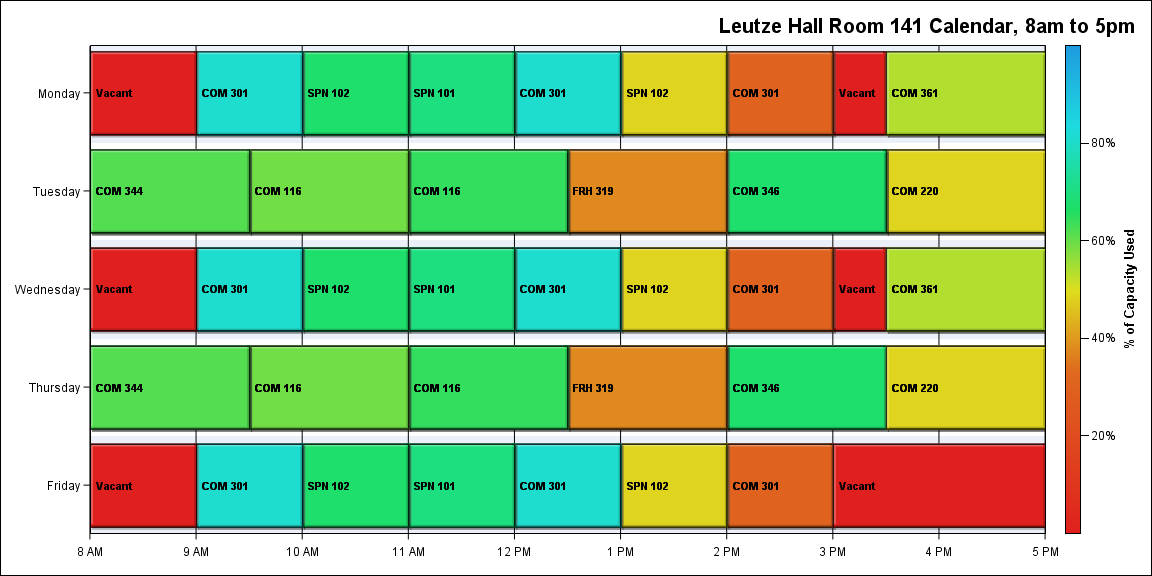 Leutze Hall Room 141 Calendar, 8am to 5pm
Monday
Vacant COM 301 SPN 102 SPN 101 COM 301 SPN 102 COM 301 Vacant COM 361
80%
Tuesday
COM 344 COM 116 COM 116 FRH 319 COM 346 COM 220
60%
Wednesday
Vacant COM 301 SPN 102 SPN 101 COM 301 SPN 102 COM 301 Vacant COM 361
% of Capacity Used
40%
Thursday
COM 344 COM 116 COM 116 FRH 319 COM 346 COM 220
20%
Friday
Vacant COM 301 SPN 102 SPN 101 COM 301 SPN 102 COM 301 Vacant
8 AM 9 AM 10 AM 11 AM 12 PM 1 PM 2 PM 3 PM 4 PM 5 PM